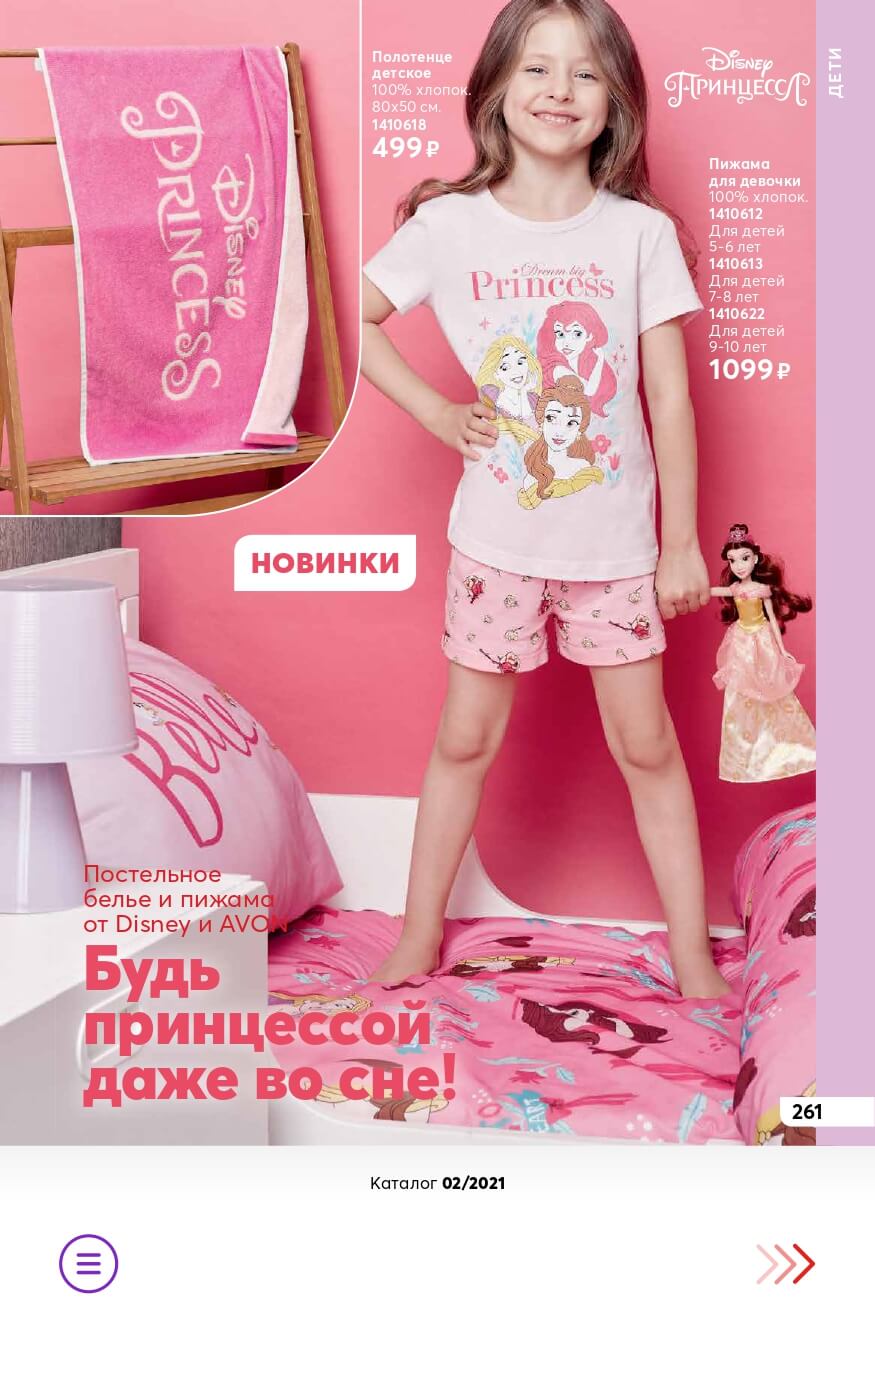 Полотенце
детское
100% хлопок.
80x50 см.
1410618
499 ₽
Disney
ПРИНЦЕССА
ДЕТИ
Пижама
для девочки
100% хлопок.
1410612
Для детей
5-6 лет
1410613
Для детей
7-8 лет
1410622
Для детей
9-10 лет
1099 ₽
Disney
PRINCESS
Dream big
Princess
НОВИНКИ
Belle
Постельное
белье и пижама
от Disney и AVON
Будь
принцессой
даже во сне!
261
Каталог 02/2021